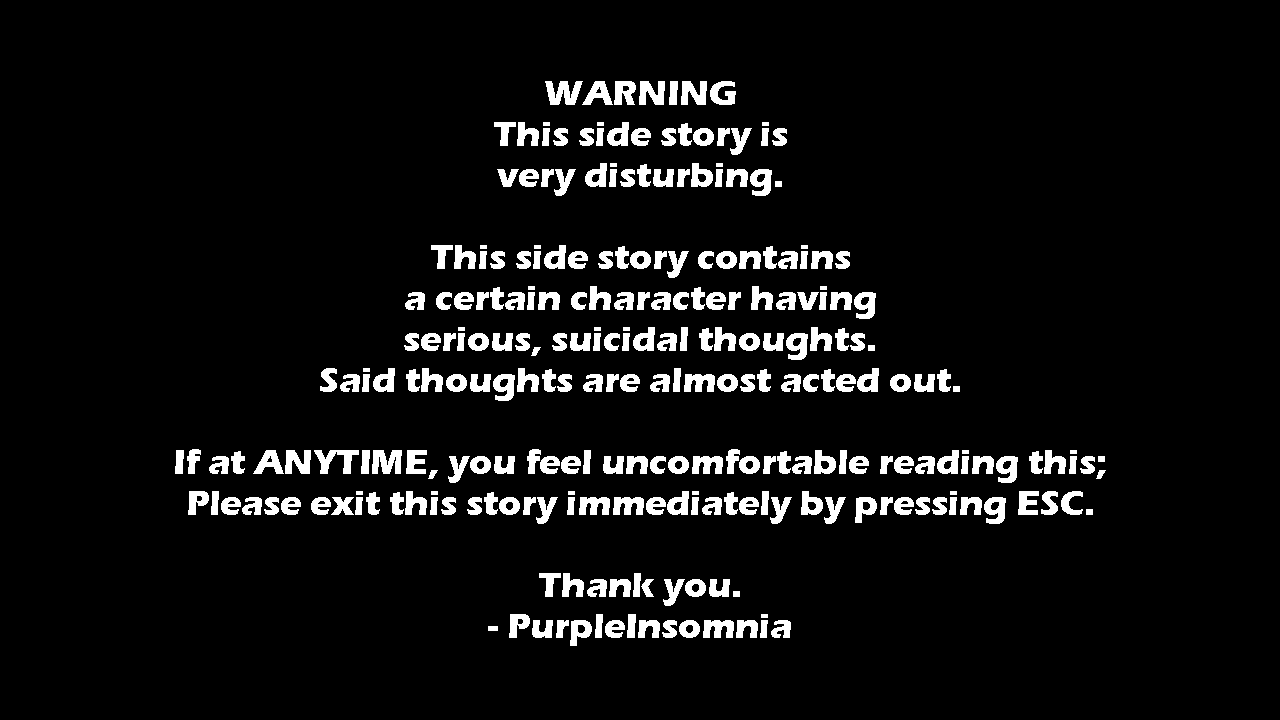 WARNING
This side story is
very disturbing.
This side story contains
a certain character having
serious, suicidal thoughts.
Said thoughts are almost acted out.
If at ANYTIME, you feel uncomfortable reading this;
Please exit this story immediately by pressing ESC.
Thank you.
- PurpleInsomnia